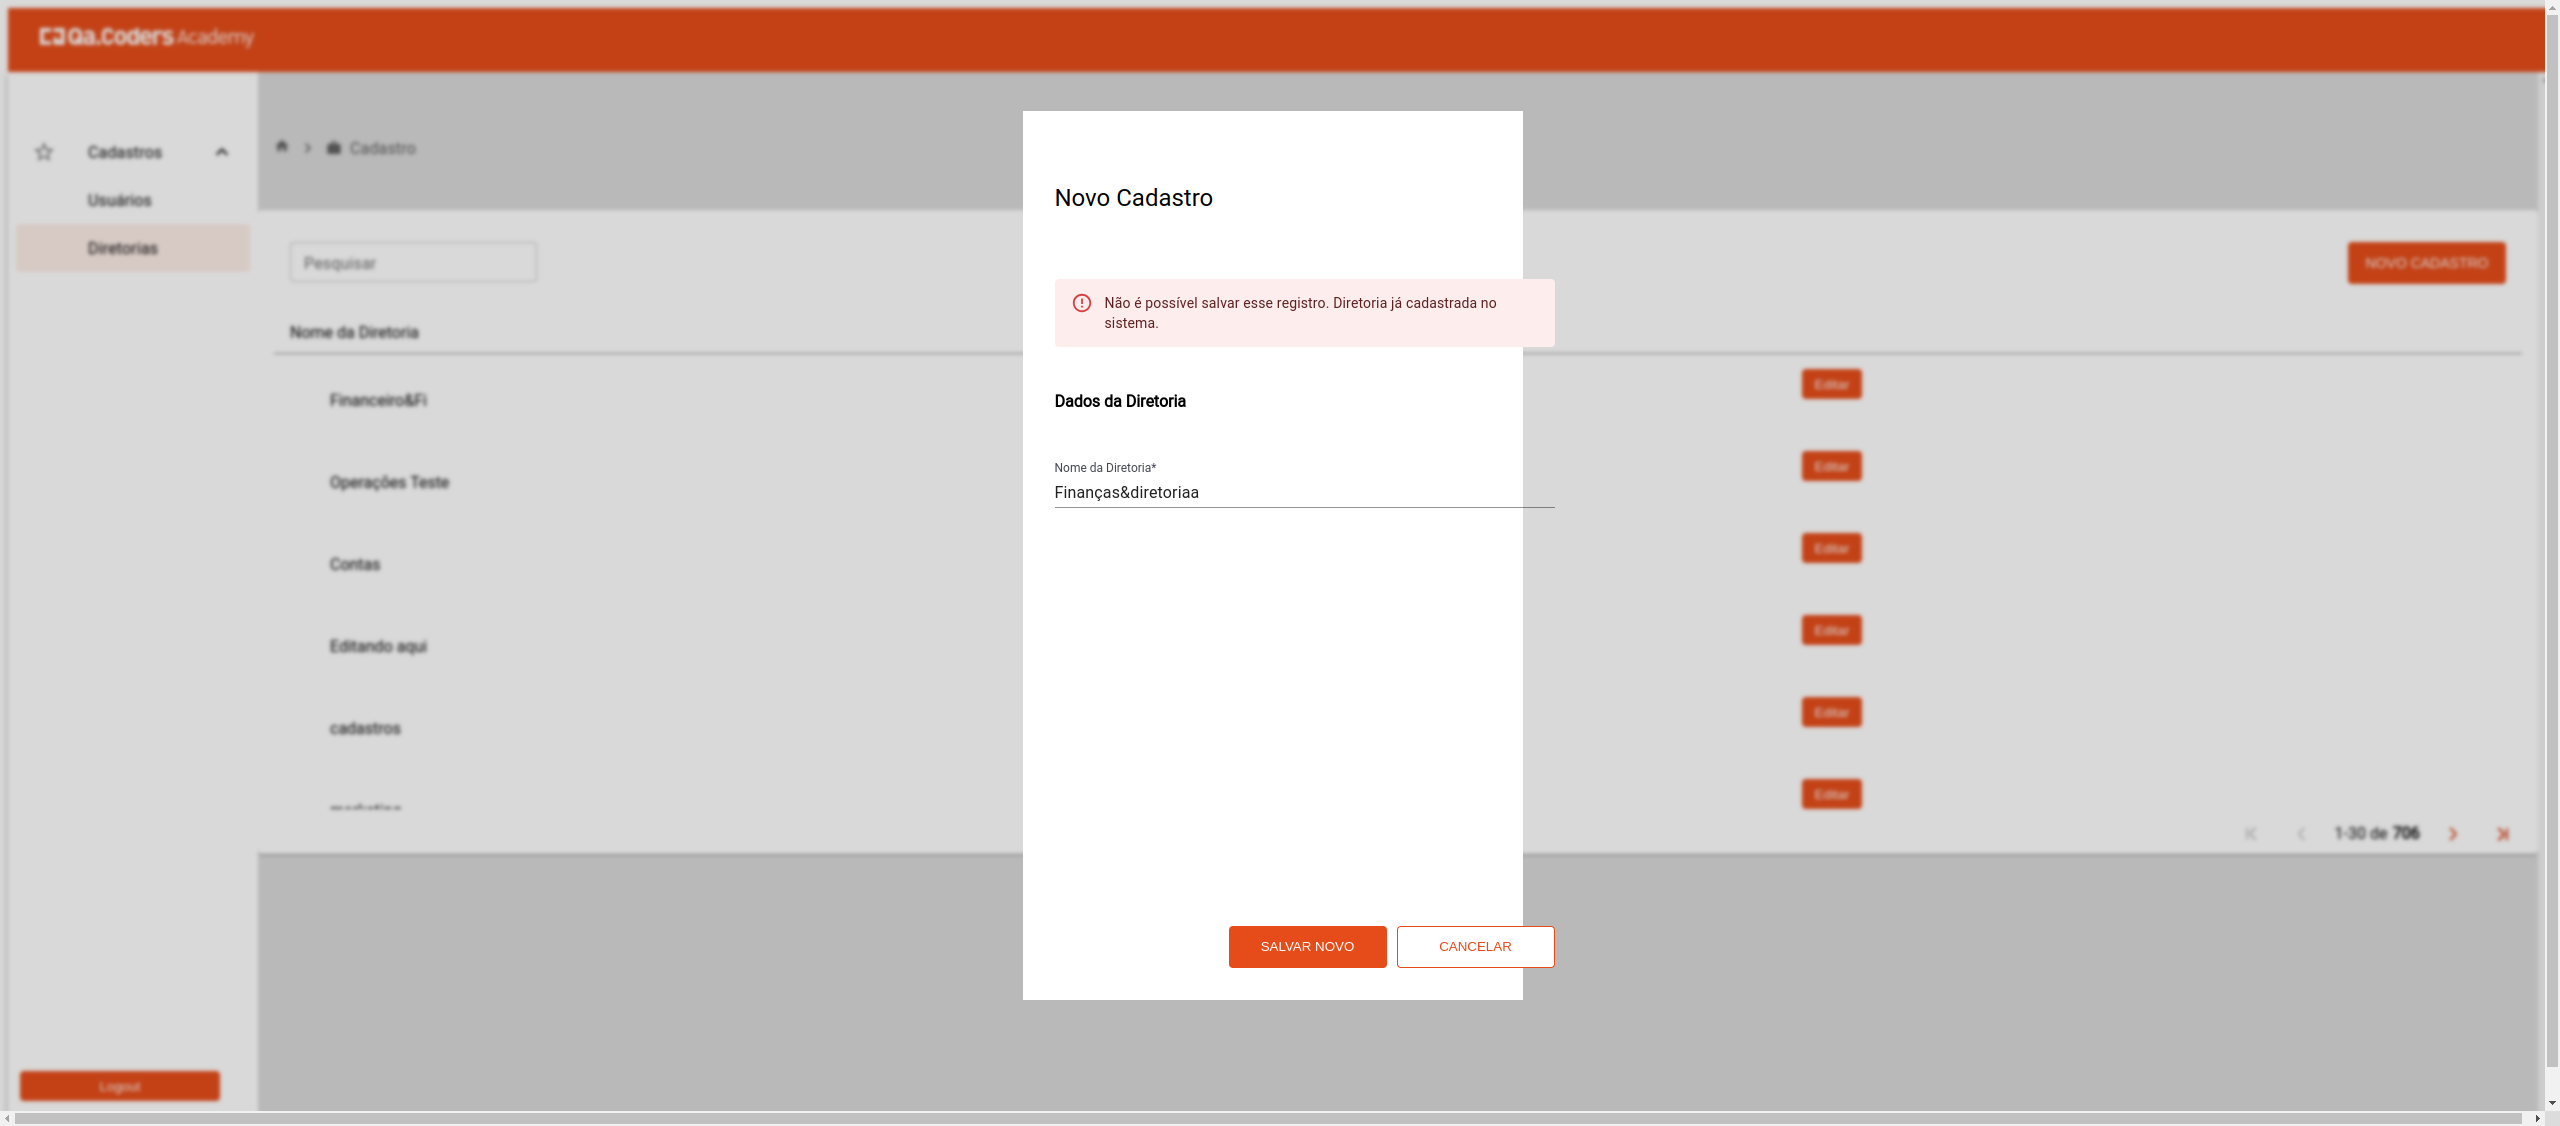 Qa.Coders Academy
Cadastros
Usuários
Diretorias
Cadastro
Pesquisar
NOVO CADASTRO
Nome da Diretoria
Financeiro&Fi
Editar
Operações Teste
Editar
Contas
Editar
Editando aqui
Editar
cadastros
Editar
marketing
Editar
1-30 de 706
Logout
Novo Cadastro
Não é possível salvar esse registro. Diretoria já cadastrada no
sistema.
Dados da Diretoria
Nome da Diretoria*
Finanças&diretoriaa
SALVAR NOVO
CANCELAR